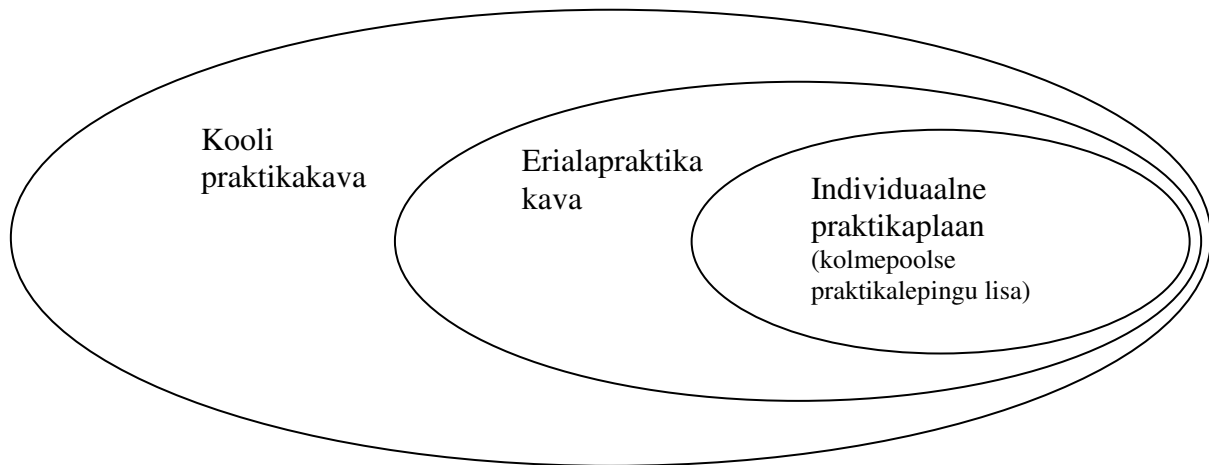 Kooli
praktikakava
Erialapraktika
kava
Individuaalne
praktikaplaan
(kolmepoolse
praktikalepingu lisa)